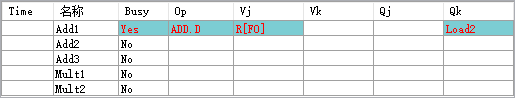 Time 名称 Busy Op Vj Vk Qj Qk
Add1 Yes ADD.D R[F0] Load2
Add2 No
Add3 No
Mult1 No
Mult2 No